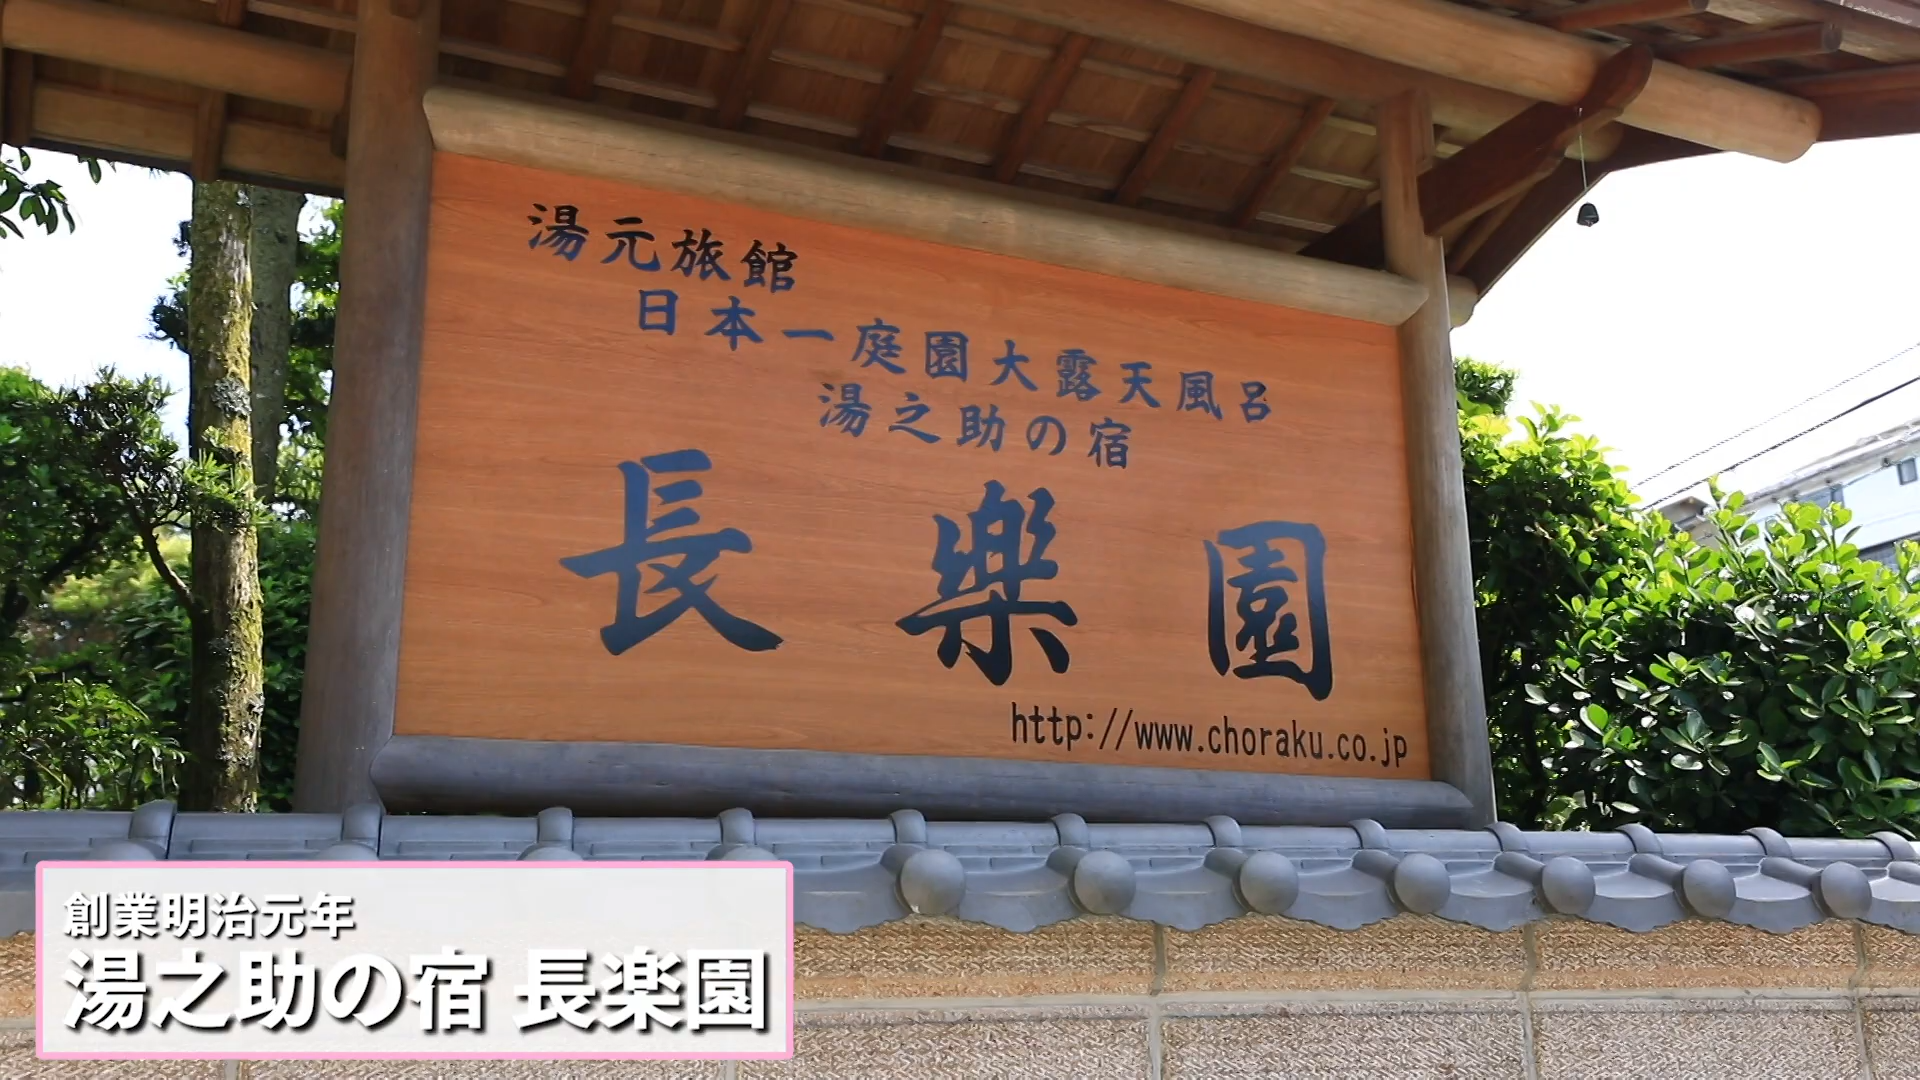 湯元旅館
日本一庭園大露天風呂
湯之助の宿
長樂園
http://www.choraku.co.jp
創業明治元年
湯之助の宿 長楽園